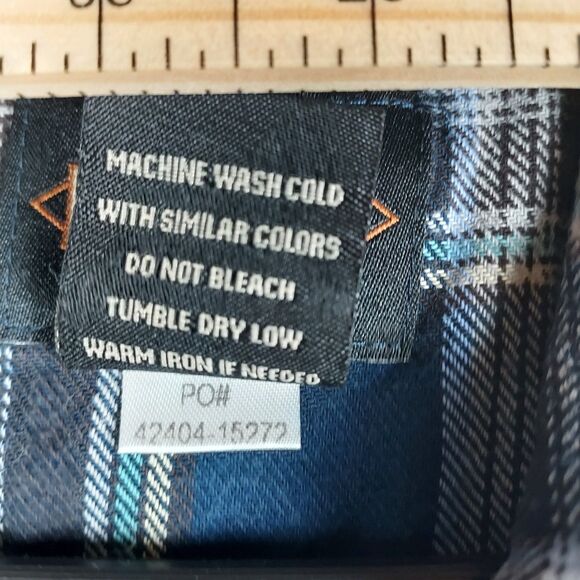 MACHINE WASH COLD
WITH SIMILAR COLORS
DO NOT BLEACH
TUMBLE DRY LOW
WARM IRON IF NEEDED
PO#
42404-15272